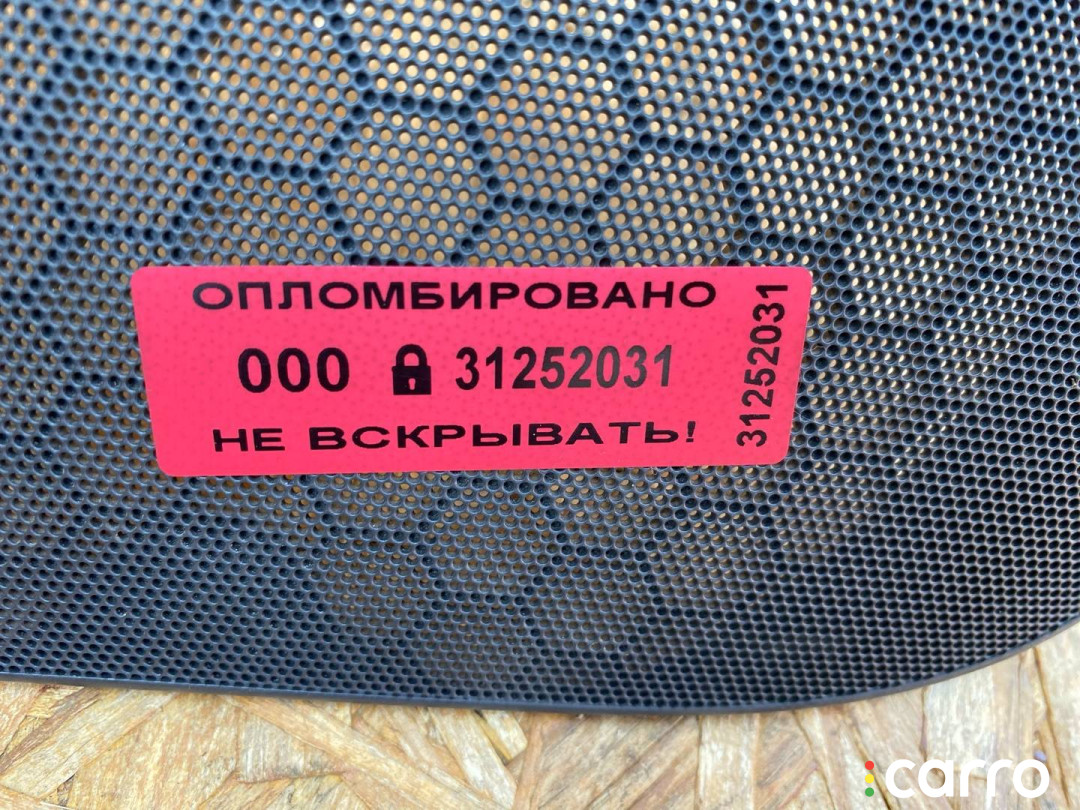 ОПЛОМБИРОВАНО
000 31252031
НЕ ВСКРЫВАТЬ!
31252031
carro